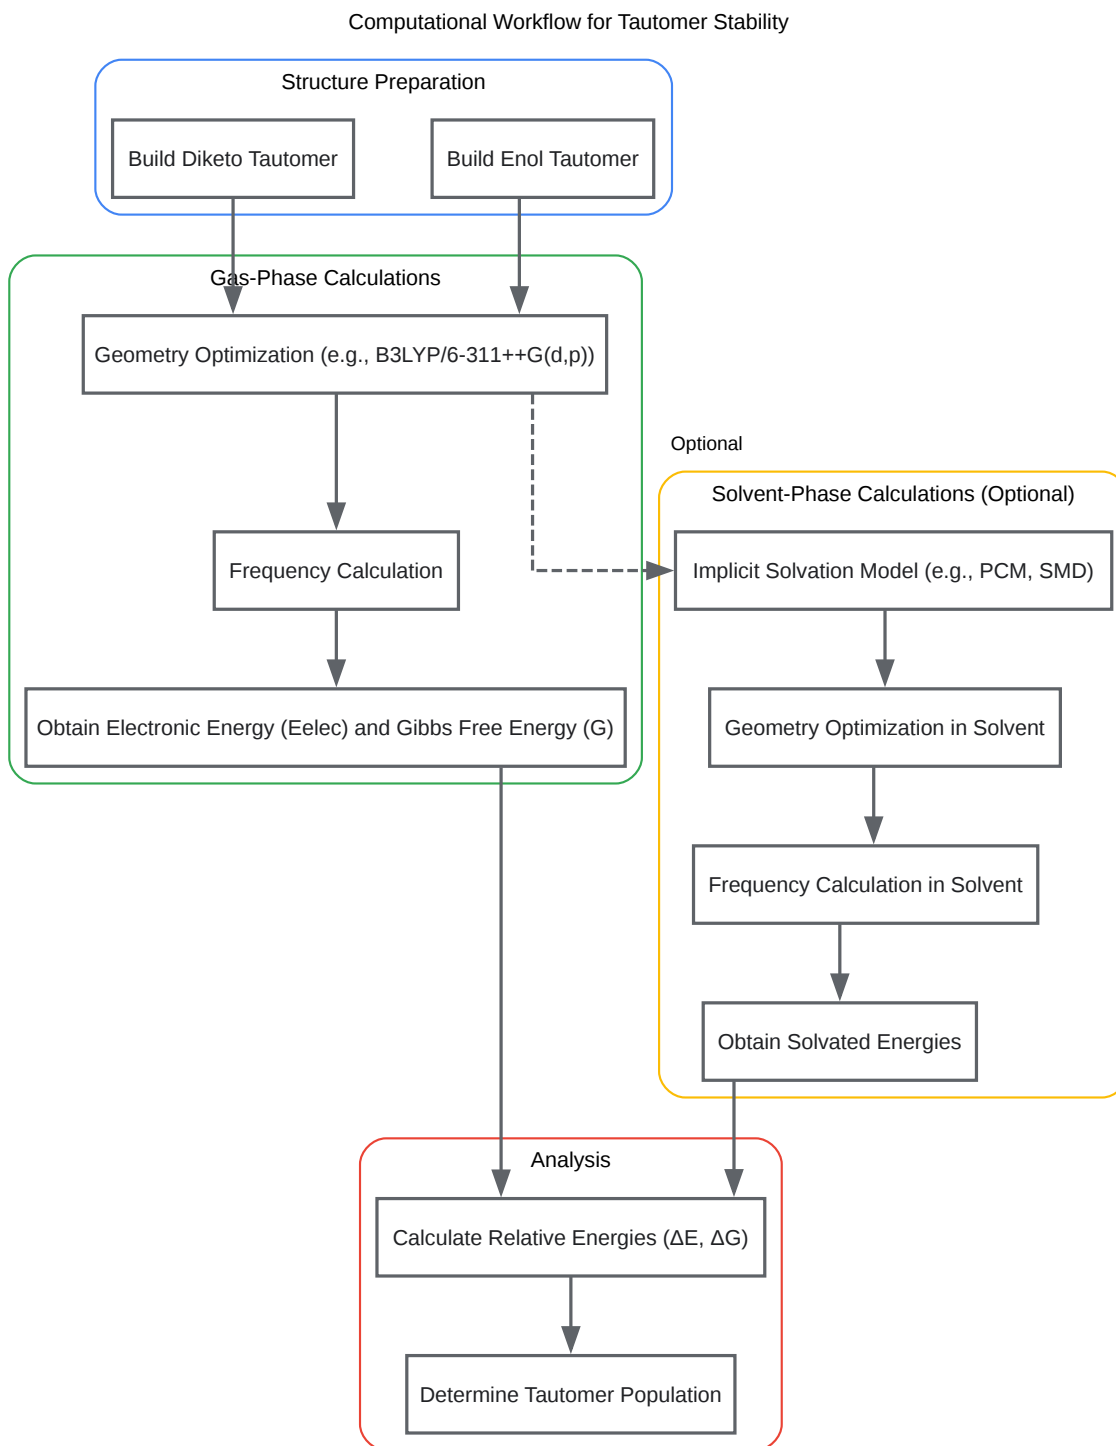 Computational Workflow for Tautomer Stability
Structure Preparation
Build Diketo Tautomer
Build Enol Tautomer
Gas-Phase Calculations
Geometry Optimization (e.g., B3LYP/6-311++G(d,p))
Optional
Solvent-Phase Calculations (Optional)
Frequency Calculation
Implicit Solvation Model (e.g., PCM, SMD)
Obtain Electronic Energy (Eelec) and Gibbs Free Energy (G)
Geometry Optimization in Solvent
Frequency Calculation in Solvent
Obtain Solvated Energies
Analysis
Calculate Relative Energies (ΔE, ΔG)
Determine Tautomer Population